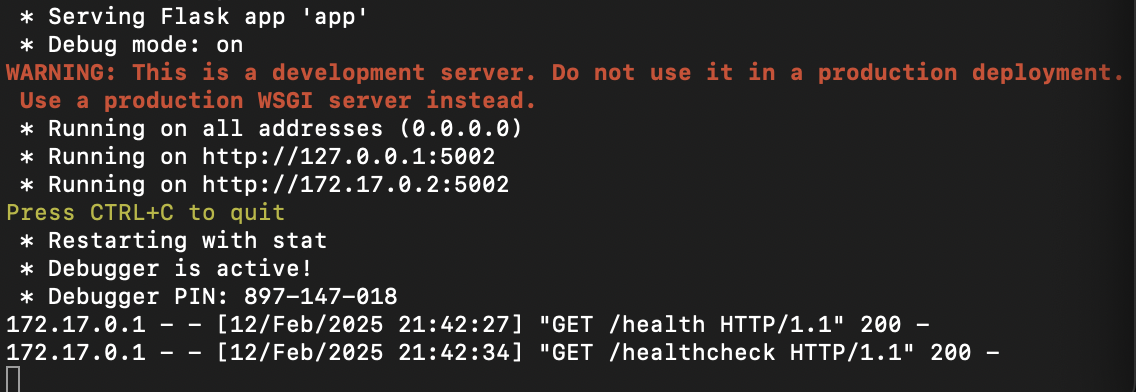 * Serving Flask app 'app'
* Debug mode: on
WARNING: This is a development server. Do not use it in a production deployment.
Use a production WSGI server instead.
* Running on all addresses (0.0.0.0)
* Running on http://127.0.0.1:5002
* Running on http://172.17.0.2:5002
Press CTRL+C to quit
* Restarting with stat
* Debugger is active!
* Debugger PIN: 897-147-018
172.17.0.1 - - [12/Feb/2025 21:42:27] "GET /health HTTP/1.1" 200 -
172.17.0.1 - - [12/Feb/2025 21:42:34] "GET /healthcheck HTTP/1.1" 200 -